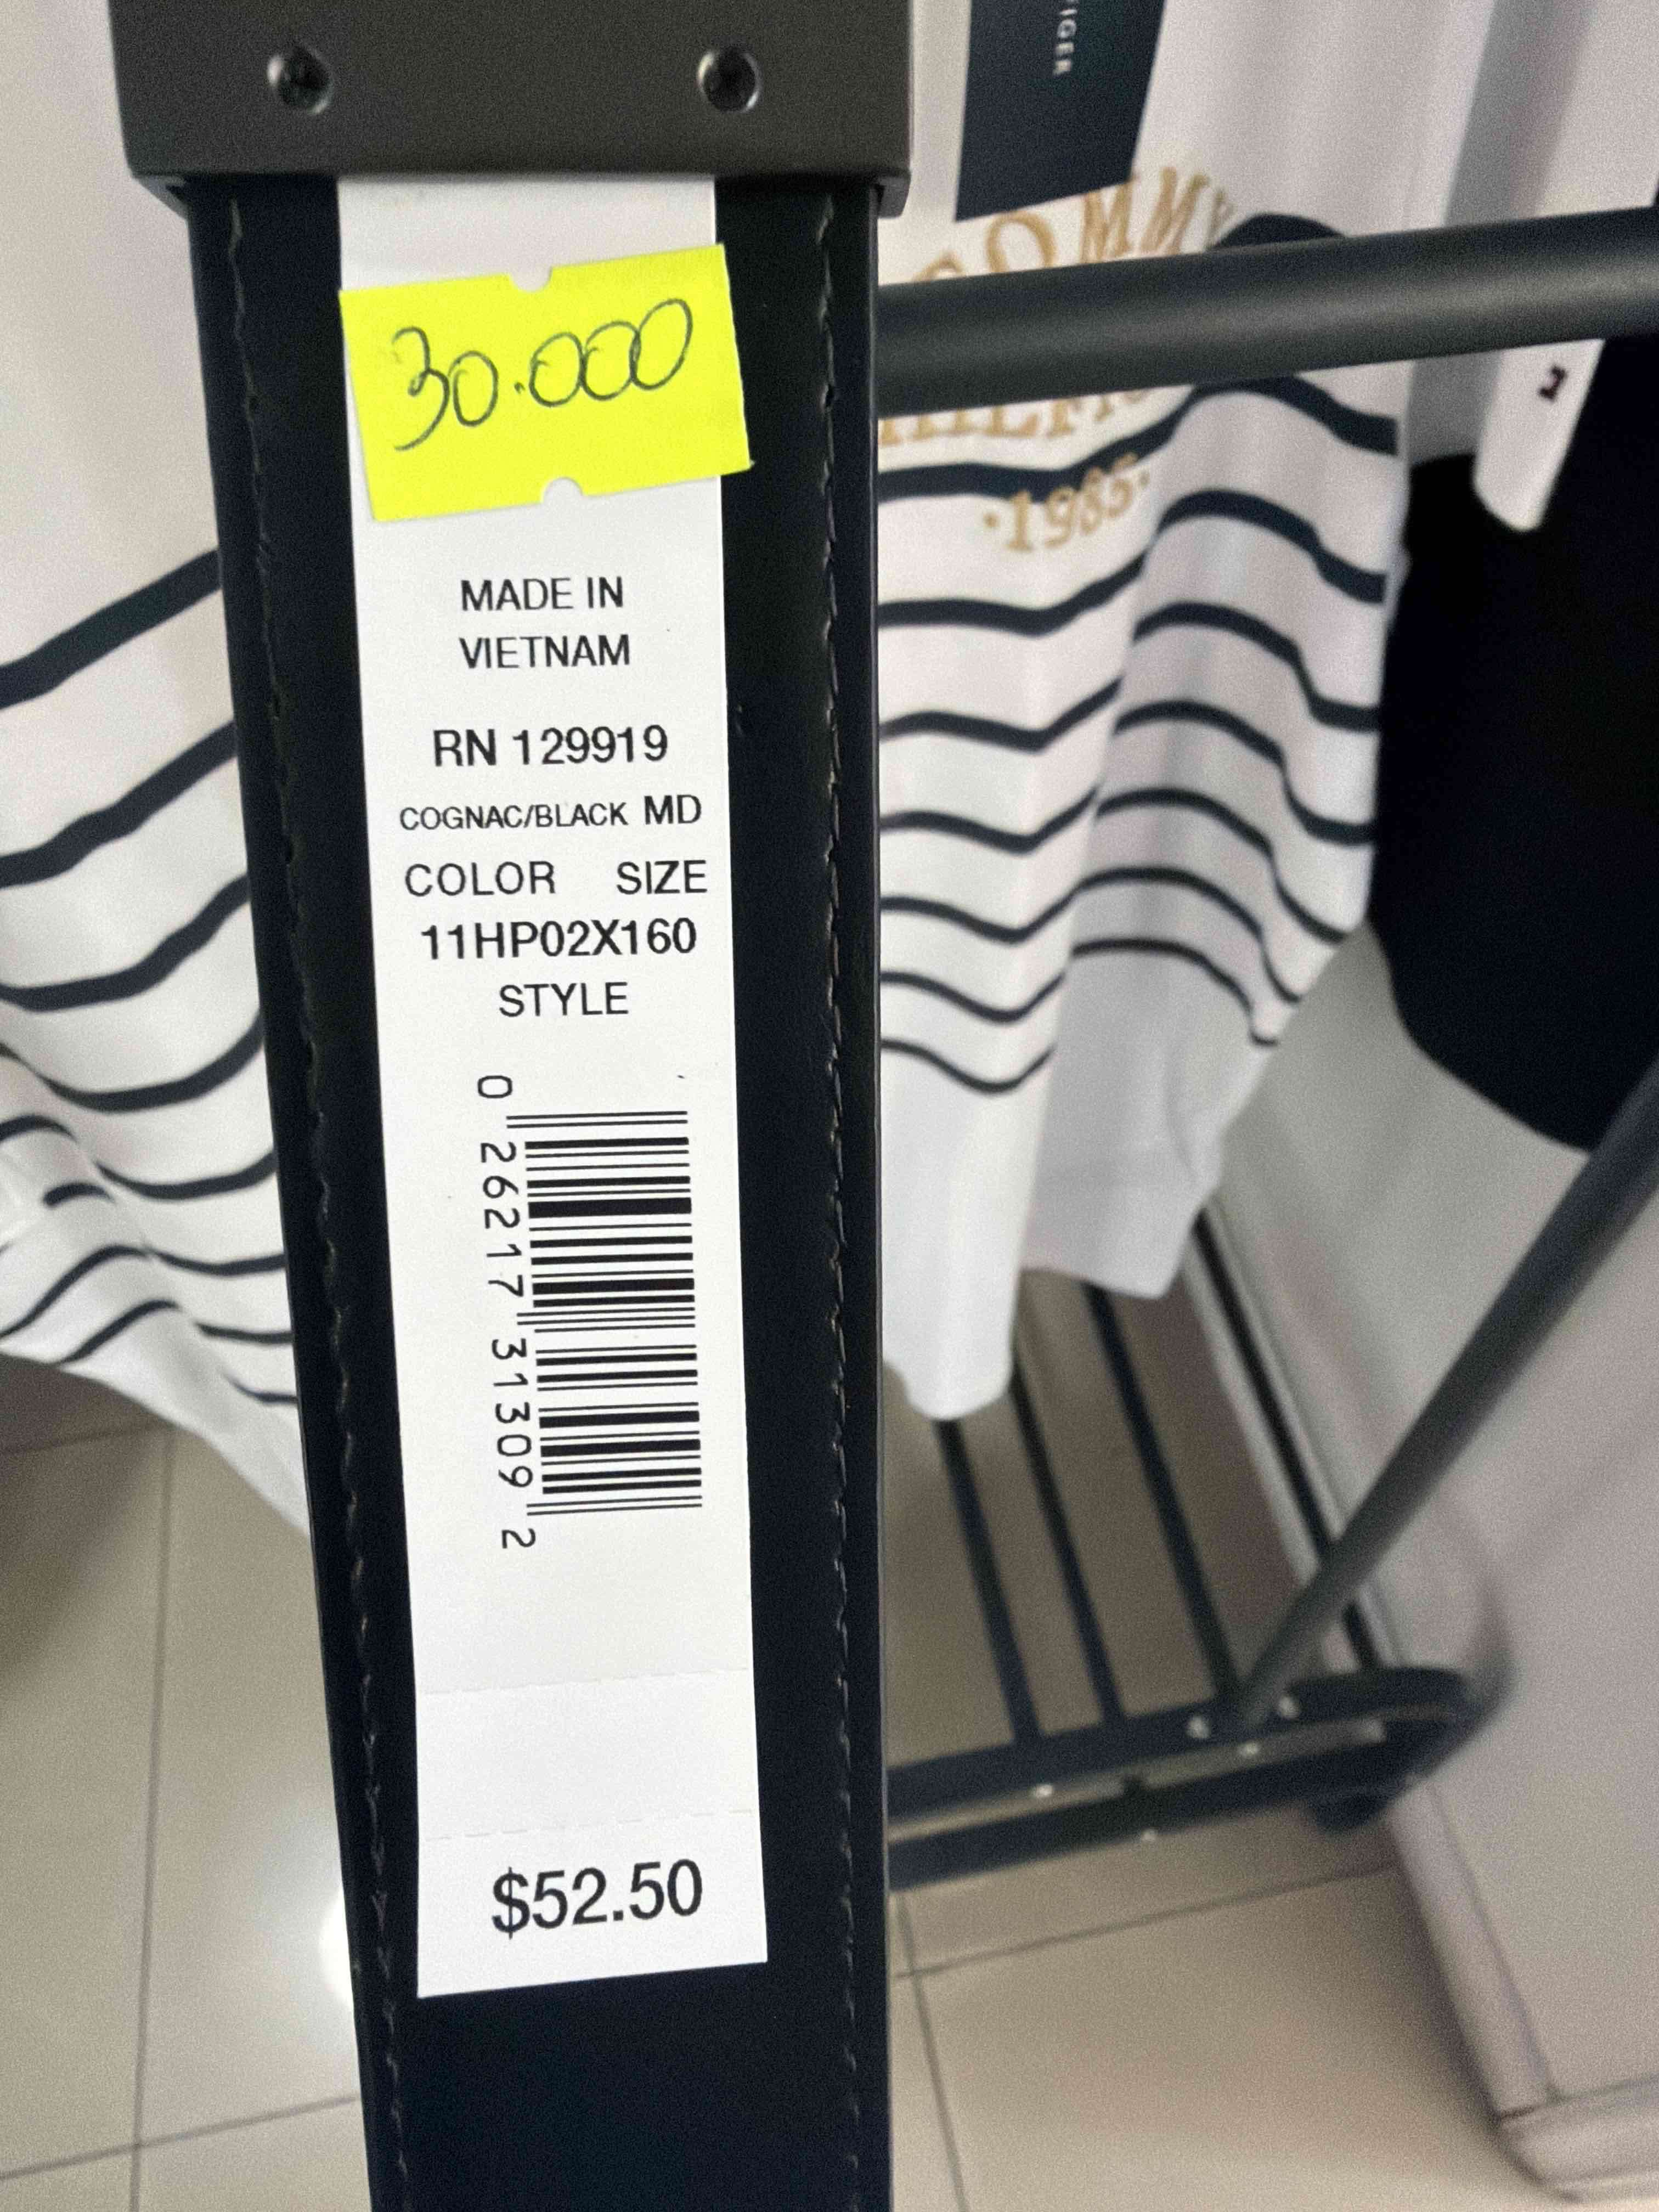 30.000
MADE IN
VIETNAM
RN 129919
COGNAC/BLACK MD
COLOR SIZE
11HP02X160
STYLE
0 26217 31309 2
$52.50
TOMMY
·1985·